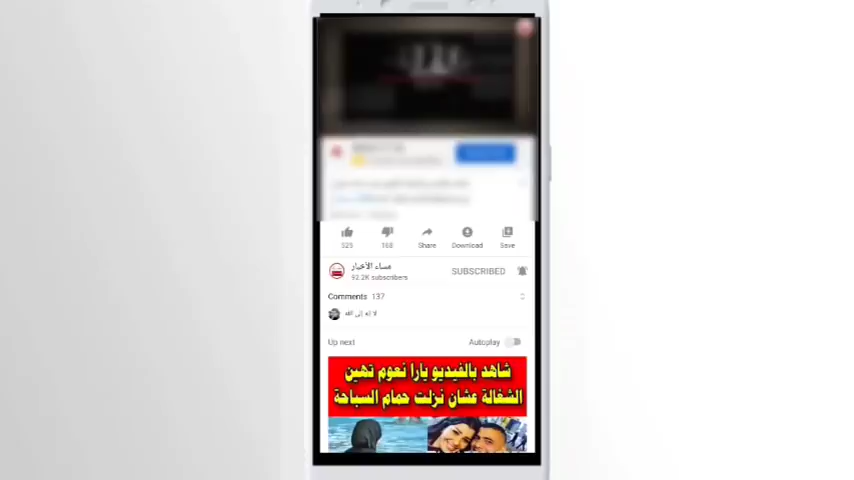 325
168
Share
Download
Save
مساء الأخبار
92.2K subscribers
SUBSCRIBED
Comments 137
لا إله إلى الله
Up next
Autoplay
شاهد بالفيديو يارا نعوم تهين
الشغالة عشان نزلت حمام السباحة